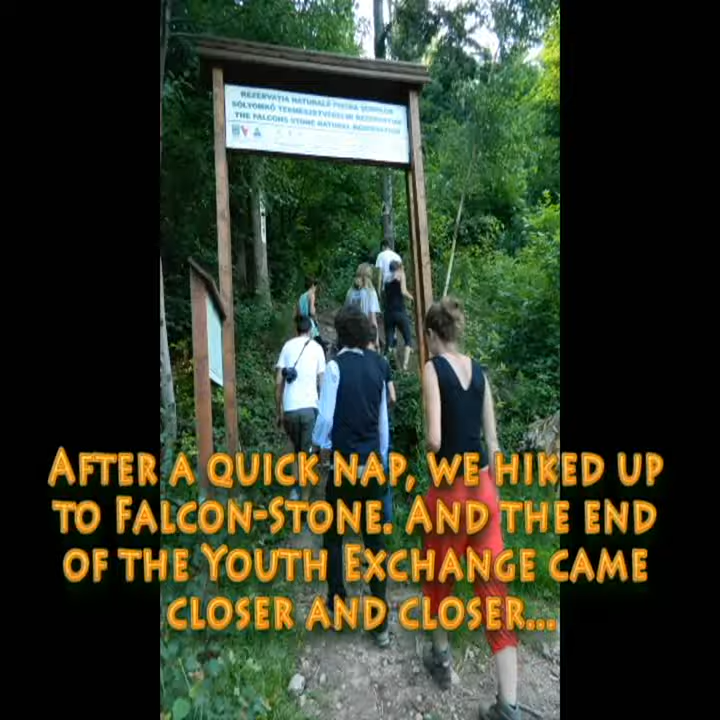 REZERVAȚIA NATURALĂ PIATRA ȘOIMILOR
SÓLYOMKŐ TERMÉSZETVÉDELMI REZERVÁTUM
THE FALCONS STONE NATURAL RESERVATION
AFTER A QUICK NAP, WE HIKED UP
TO FALCON-STONE. AND THE END
OF THE YOUTH EXCHANGE CAME
CLOSER AND CLOSER...